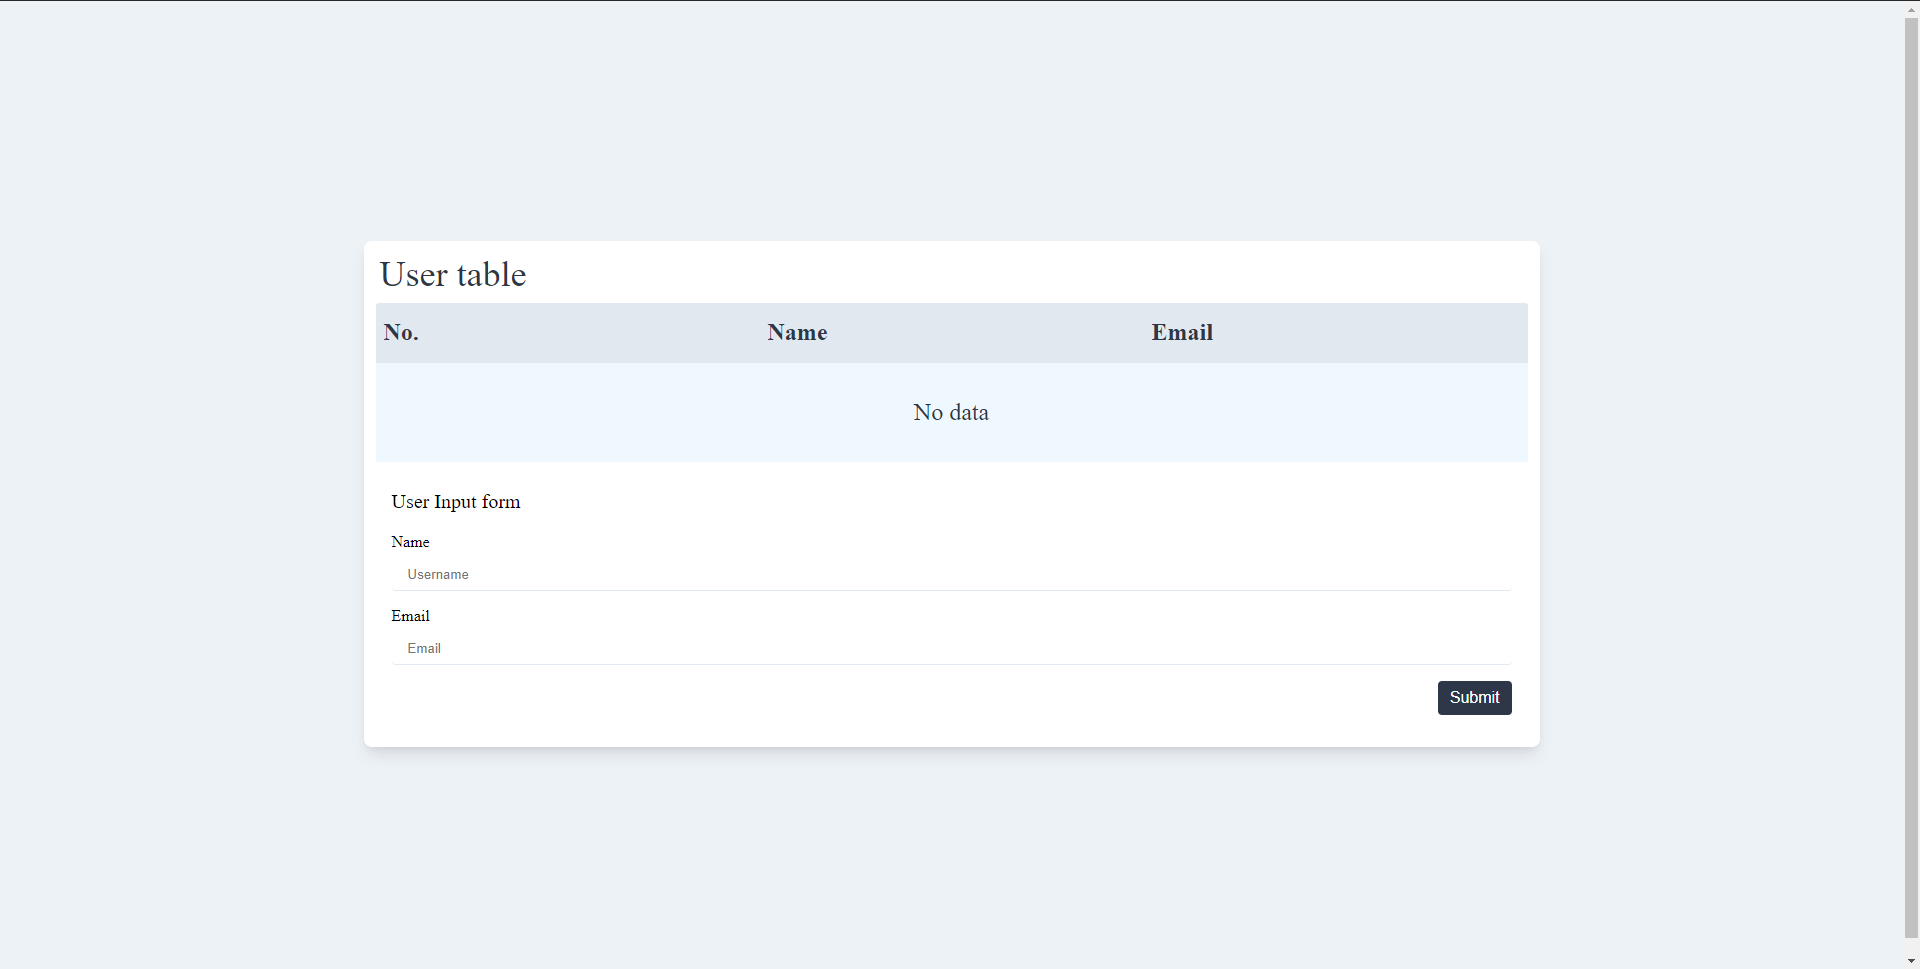 User table
No. Name Email
No data
User Input form
Name
Username
Email
Email
Submit